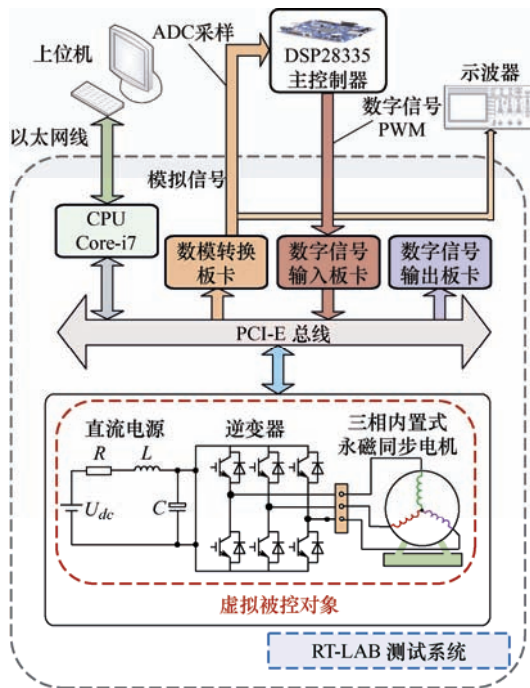 上位机
ADC采样
DSP28335
主控制器
示波器
以太网线
数字信号
PWM
模拟信号
CPU
Core-i7
数模转换
板卡
数字信号
输入板卡
数字信号
输出板卡
PCI-E 总线
直流电源
逆变器
三相内置式
永磁同步电机
R
L
Udc
C
虚拟被控对象
RT-LAB 测试系统